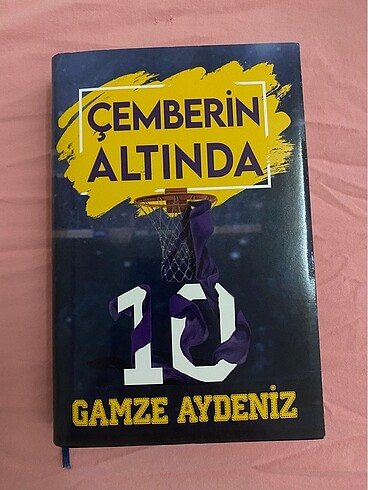 ÇEMBERİN
ALTINDA
10
GAMZE AYDENİZ